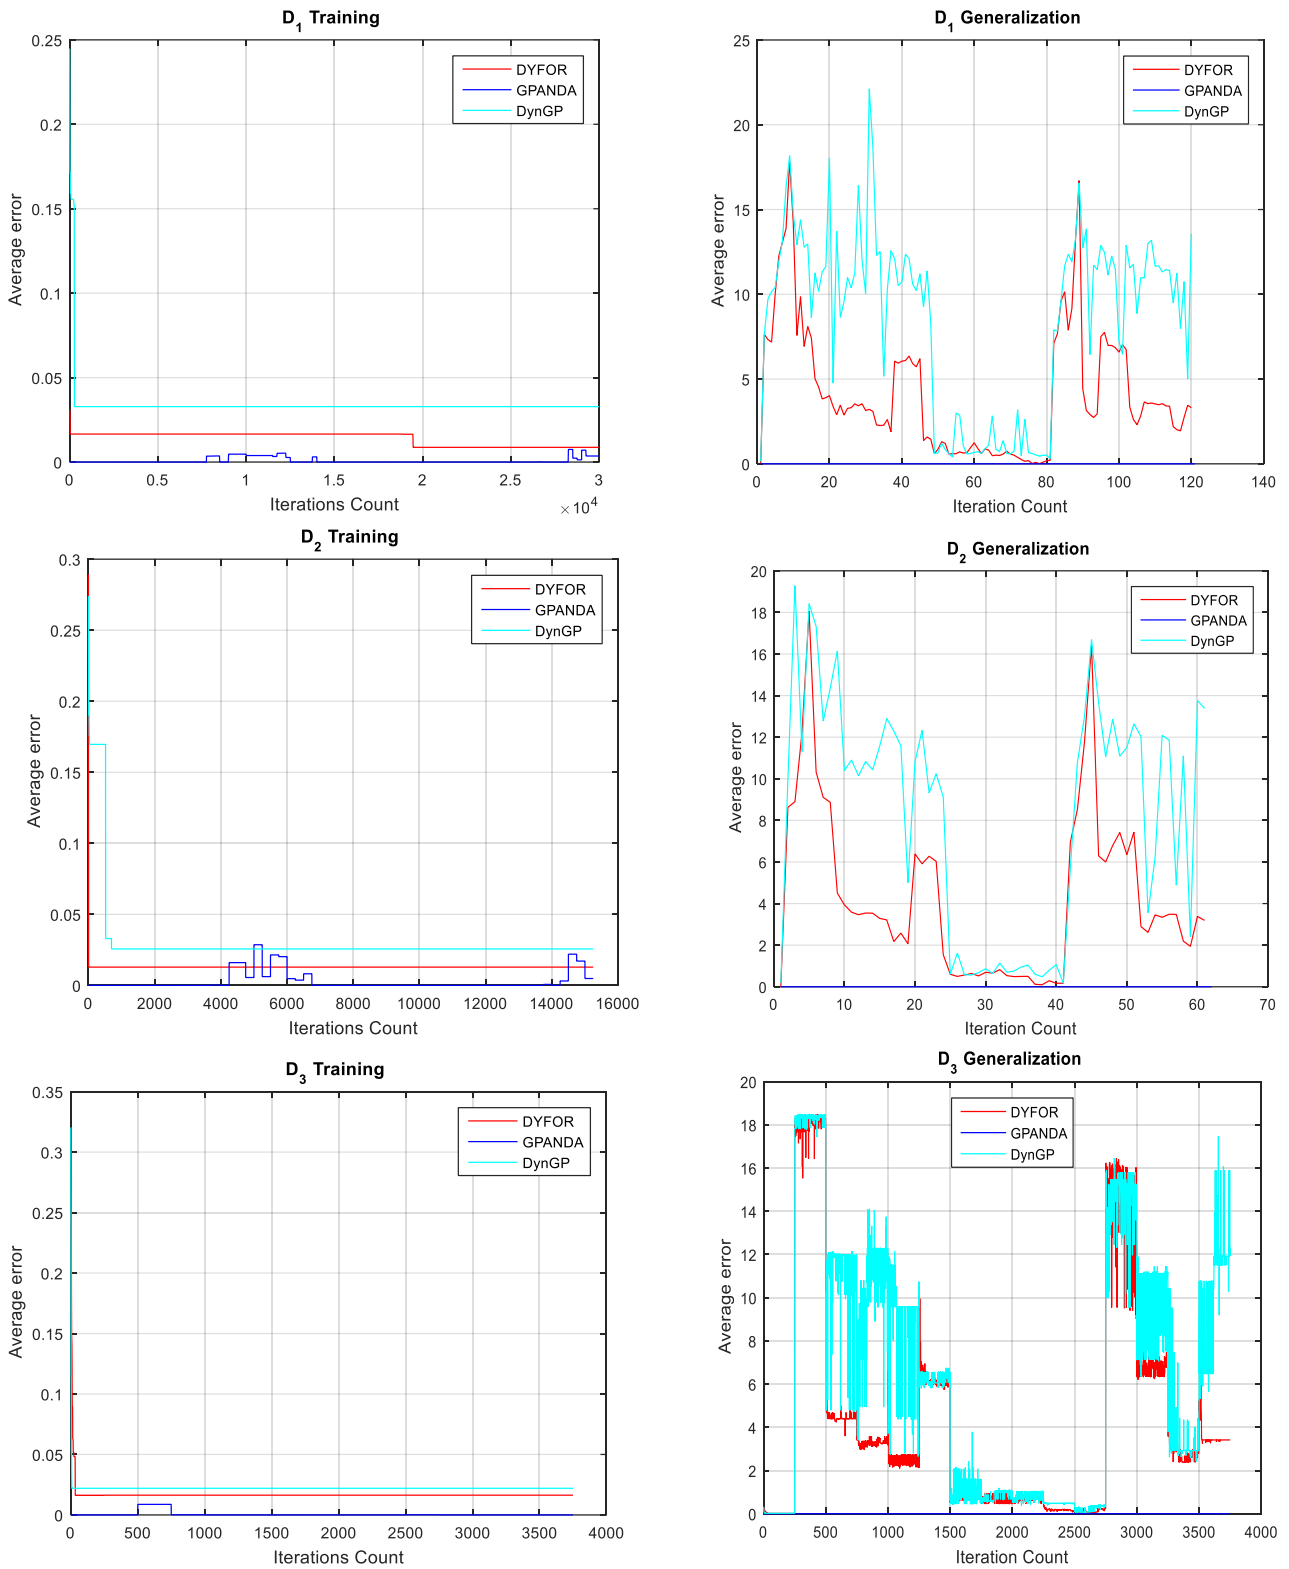 D1 Training
0.25
0.2
0.15
0.1
0.05
0
Average error
DYFOR
GPANDA
DynGP
0 0.5 1 1.5 2 2.5 3
Iterations Count
×10^4
D1 Generalization
25
20
15
10
5
0
Average error
DYFOR
GPANDA
DynGP
0 20 40 60 80 100 120 140
Iteration Count
D2 Training
0.3
0.25
0.2
0.15
0.1
0.05
0
Average error
DYFOR
GPANDA
DynGP
0 2000 4000 6000 8000 10000 12000 14000 16000
Iterations Count
D2 Generalization
20
18
16
14
12
10
8
6
4
2
0
Average error
DYFOR
GPANDA
DynGP
0 10 20 30 40 50 60 70
Iteration Count
D3 Training
0.35
0.3
0.25
0.2
0.15
0.1
0.05
0
Average error
DYFOR
GPANDA
DynGP
0 500 1000 1500 2000 2500 3000 3500 4000
Iterations Count
D3 Generalization
20
18
16
14
12
10
8
6
4
2
0
Average error
DYFOR
GPANDA
DynGP
0 500 1000 1500 2000 2500 3000 3500 4000
Iteration Count